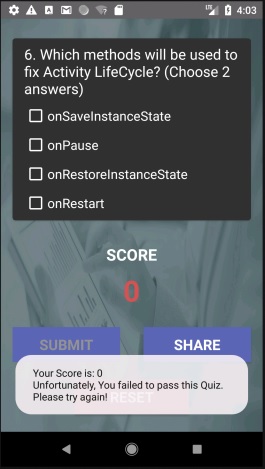 4:03
6. Which methods will be used to
fix Activity LifeCycle? (Choose 2
answers)
onSaveInstanceState
onPause
onRestoreInstanceState
onRestart
SCORE
0
SUBMIT
SHARE
Your Score is: 0
Unfortunately, You failed to pass this Quiz.
Please try again!
RESET